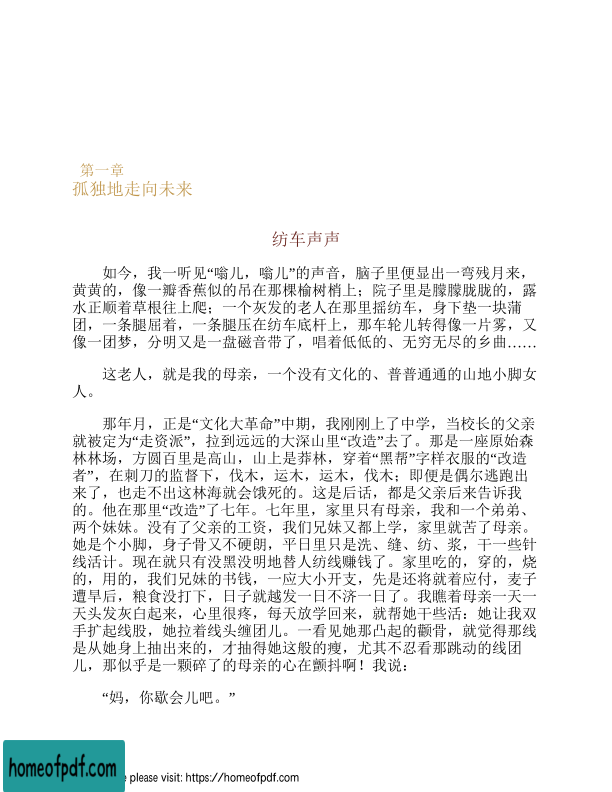 第一章
孤独地走向未来
纺车声声
如今，我一听见“嗡儿，嗡儿”的声音，脑子里便显出一弯残月来，
黄黄的，像一瓣香蕉似的吊在那棵榆树梢上；院子里是朦朦胧胧的，露
水正顺着草根往上爬；一个灰发的老人在那里摇纺车，身下垫一块蒲
团，一条腿屈着，一条腿压在纺车底杆上，那车轮儿转得像一片雾，又
像一团梦，分明又是一盘磁音带了，唱着低低的、无穷无尽的乡曲……
这老人，就是我的母亲，一个没有文化的、普普通通的山地小脚女
人。
那年月，正是“文化大革命”中期，我刚刚上了中学，当校长的父亲
就被定为“走资派”，拉到远远的大深山里“改造”去了。那是一座原始森
林林场，方圆百里是高山，山上是莽林，穿着“黑帮”字样衣服的“改造
者”，在刺刀的监督下，伐木，运木，运木，伐木；即便是偶尔逃跑出
来了，也走不出这林海就会饿死的。这是后话，都是父亲后来告诉我
的。他在那里“改造”了七年。七年里，家里只有母亲，我和一个弟弟、
两个妹妹。没有了父亲的工资，我们兄妹又都上学，家里就苦了母亲。
她是个小脚，身子骨又不硬朗，平日里只是洗、缝、纺、浆，干一些针
线活计。现在就只有没黑没明地替人纺线赚钱了。家里吃的，穿的，烧
的，用的，我们兄妹的书钱，一应大小开支，先是还将就着应付，麦子
遭旱后，粮食没打下，日子就越发一日不济一日了。我瞧着母亲一天一
天头发灰白起来，心里很疼，每天放学回来，就帮她干些活：她让我双
手扩起线股，她拉着线头缠团儿。一看见她那凸起的颧骨，就觉得那线
是从她身上抽出来的，才抽得她这般的瘦，尤其不忍看那跳动的线团
儿，那似乎是一颗碎了的母亲的心在颤抖啊！我说：
“妈，你歇会儿吧。”
homeofpdf.com
e please visit: https://homeofpdf.com